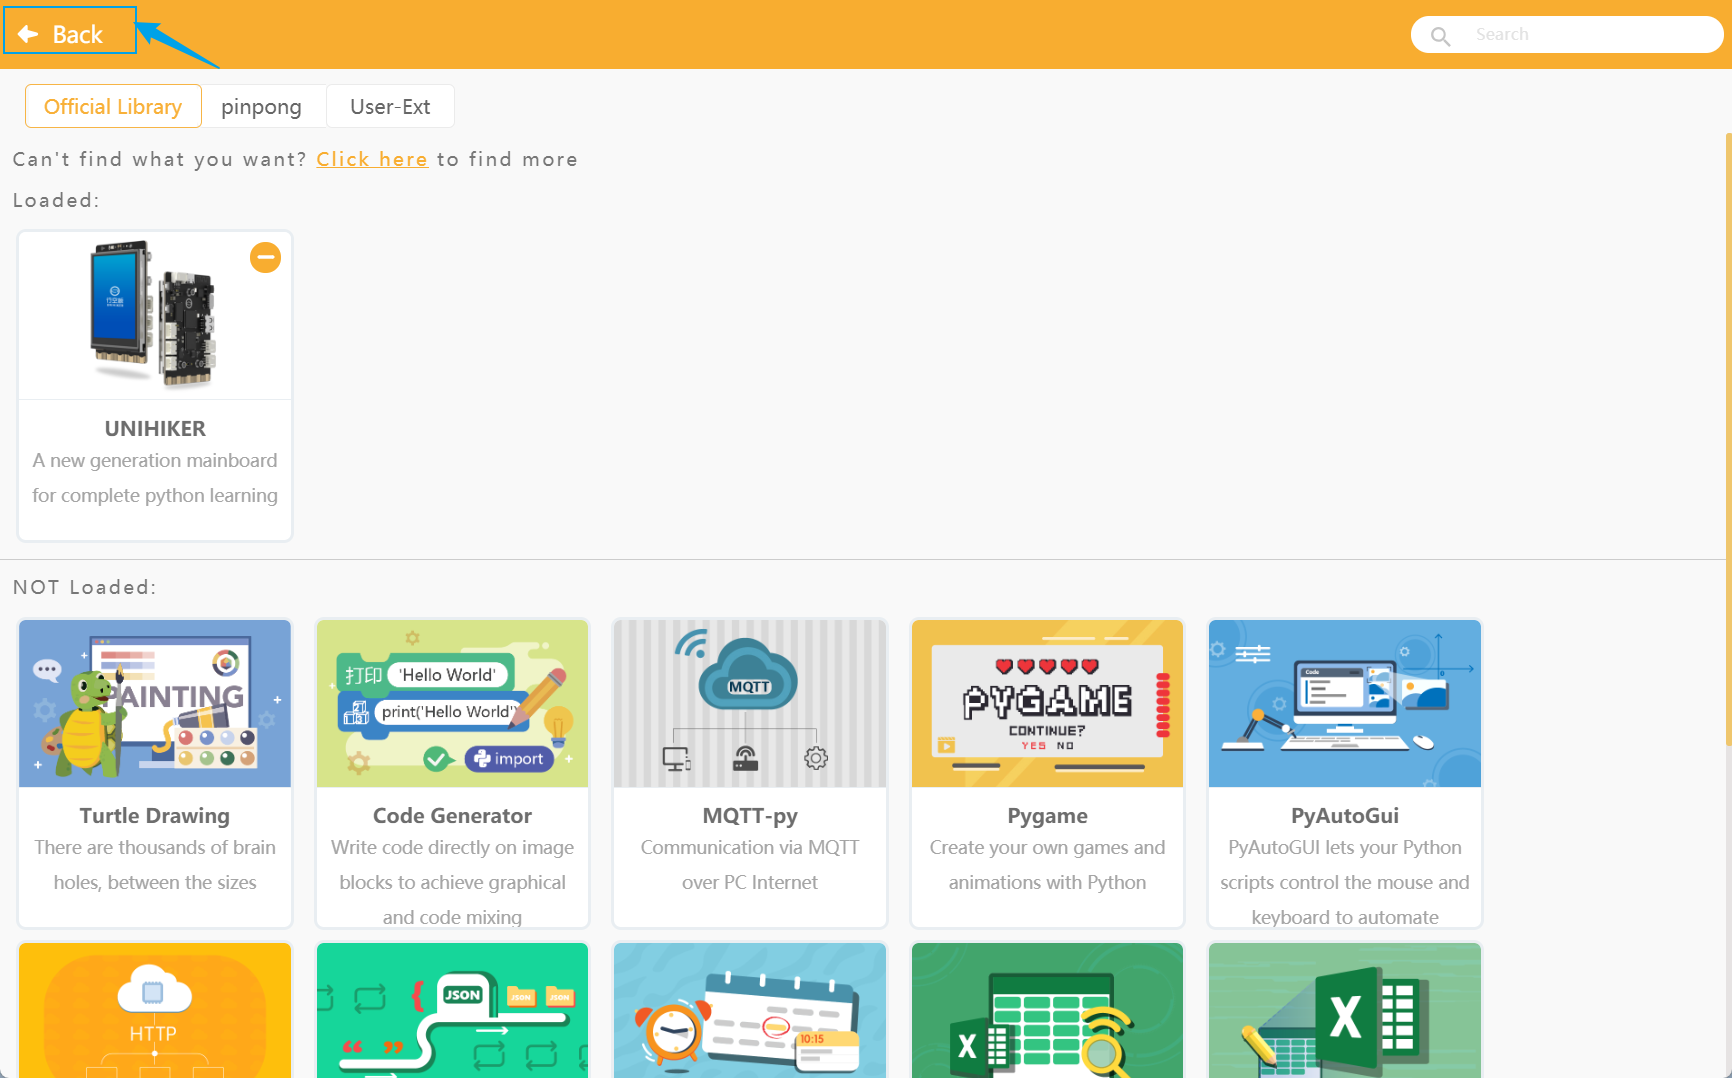 Back
Search
Official Library
pinpong
User-Ext
Can't find what you want? Click here to find more
Loaded:
UNIHIKER
A new generation mainboard
for complete python learning
NOT Loaded:
PAINTING
打印 'Hello World'
print('Hello World')
import
MQTT
PYGAME
CONTINUE?
YES NO
Code
Turtle Drawing
There are thousands of brain
holes, between the sizes
Code Generator
Write code directly on image
blocks to achieve graphical
and code mixing
MQTT-py
Communication via MQTT
over PC Internet
Pygame
Create your own games and
animations with Python
PyAutoGui
PyAutoGUI lets your Python
scripts control the mouse and
keyboard to automate
HTTP
JSON
JSON
JSON
10:15
X
X